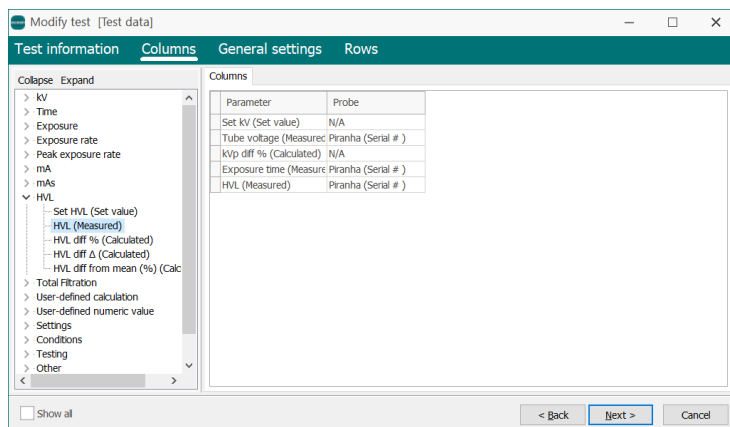 Modify test [Test data]
Test information Columns General settings Rows
Collapse Expand
kV
Time
Exposure
Exposure rate
Peak exposure rate
mA
mAs
HVL
Set HVL (Set value)
HVL (Measured)
HVL diff % (Calculated)
HVL diff Δ (Calculated)
HVL diff from mean (%) (Calc
Total Filtration
User-defined calculation
User-defined numeric value
Settings
Conditions
Testing
Other
Columns
Parameter Probe
Set kV (Set value) N/A
Tube voltage (Measured Piranha (Serial # )
kVp diff % (Calculated) N/A
Exposure time (Measure Piranha (Serial # )
HVL (Measured) Piranha (Serial # )
Show all
< Back Next > Cancel